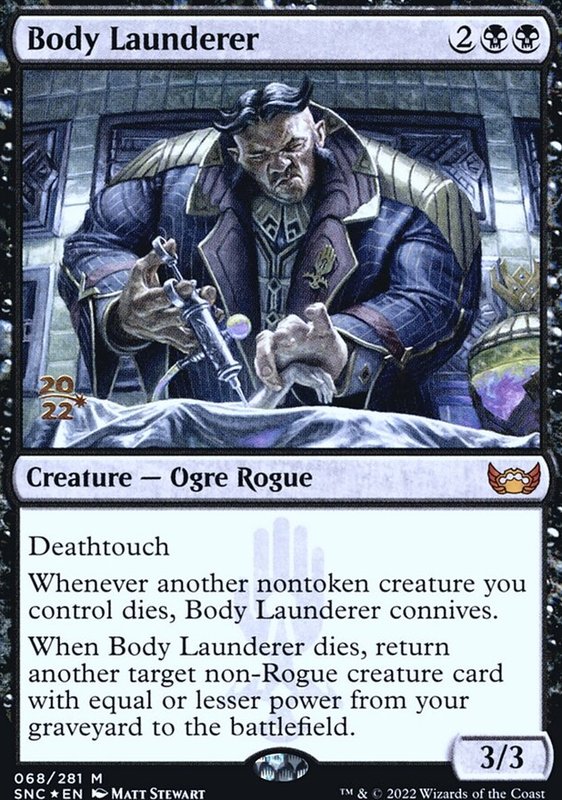 Body Launderer 2
20
22
Creature — Ogre Rogue
Deathtouch
Whenever another nontoken creature you
control dies, Body Launderer connives.
When Body Launderer dies, return
another target non-Rogue creature card
with equal or lesser power from your
graveyard to the battlefield.
3/3
068/281 M
SNC ★ EN Matt Stewart
™ & © 2022 Wizards of the Coast